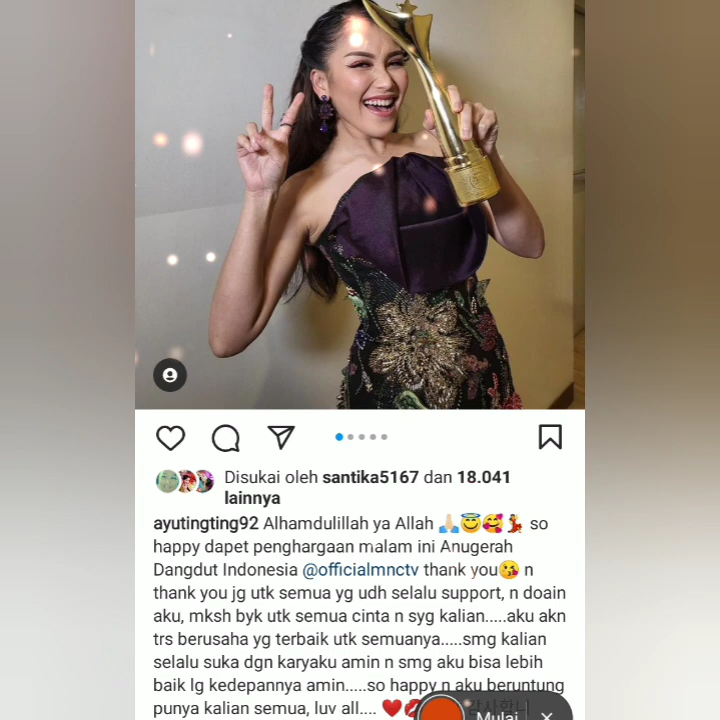 Disukai oleh santika5167 dan 18.041
lainnya
ayutingting92 Alhamdulillah ya Allah 🙏🏻😇🥰💃 so
happy dapet penghargaan malam ini Anugerah
Dangdut Indonesia @officialmnctv thank you😘 n
thank you jg utk semua yg udh selalu support, n doain
aku, mksh byk utk semua cinta n syg kalian.....aku akn
trs berusaha yg terbaik utk semuanya.....smg kalian
selalu suka dgn karyaku amin n smg aku bisa lebih
baik lg kedepannya amin.....so happy n aku beruntung
punya kalian semua, luv all.... ❤️💋
Mulai